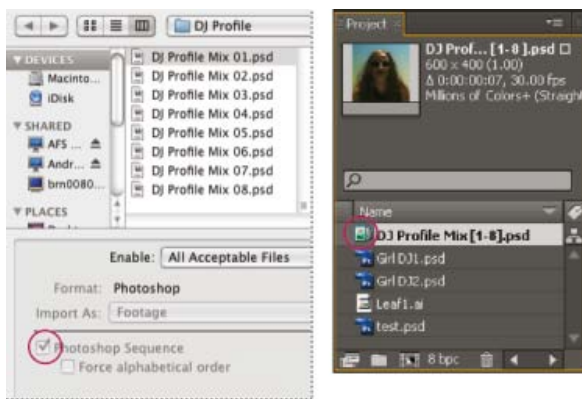 DJ Profile
▼ DEVICES
Macinto...
iDisk
▼ SHARED
AFS ...
Andr...
brn0080...
▼ PLACES
DJ Profile Mix 01.psd
DJ Profile Mix 02.psd
DJ Profile Mix 03.psd
DJ Profile Mix 04.psd
DJ Profile Mix 05.psd
DJ Profile Mix 06.psd
DJ Profile Mix 07.psd
DJ Profile Mix 08.psd
Enable: All Acceptable Files
Format: Photoshop
Import As: Footage
Photoshop Sequence
Force alphabetical order
Project
DJ Prof... [1-8].psd
600 x 400 (1.00)
Δ 0:00:00:07, 30.00 fps
Millions of Colors+ (Straight
Name
DJ Profile Mix[1-8].psd
Girl DJ1.psd
Girl DJ2.psd
Leaf1.ai
test.psd
8 bpc